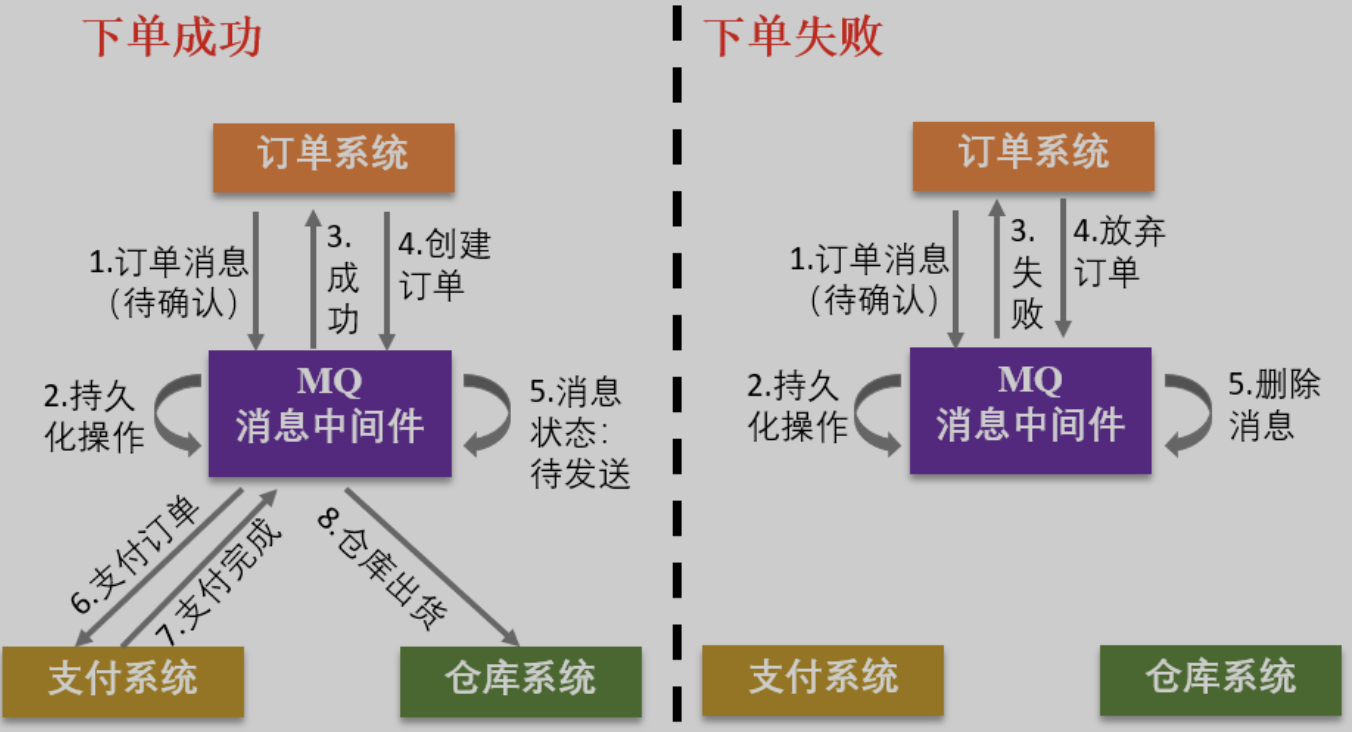 下单成功
订单系统
1.订单消息
（待确认）
3.
成
功
4.创建
订单
MQ
消息中间件
2.持久
化操作
5.消息
状态：
待发送
6.支付订单
7.支付完成
8.仓库出货
支付系统
仓库系统
下单失败
订单系统
1.订单消息
（待确认）
3.
失
败
4.放弃
订单
MQ
消息中间件
2.持久
化操作
5.删除
消息
支付系统
仓库系统